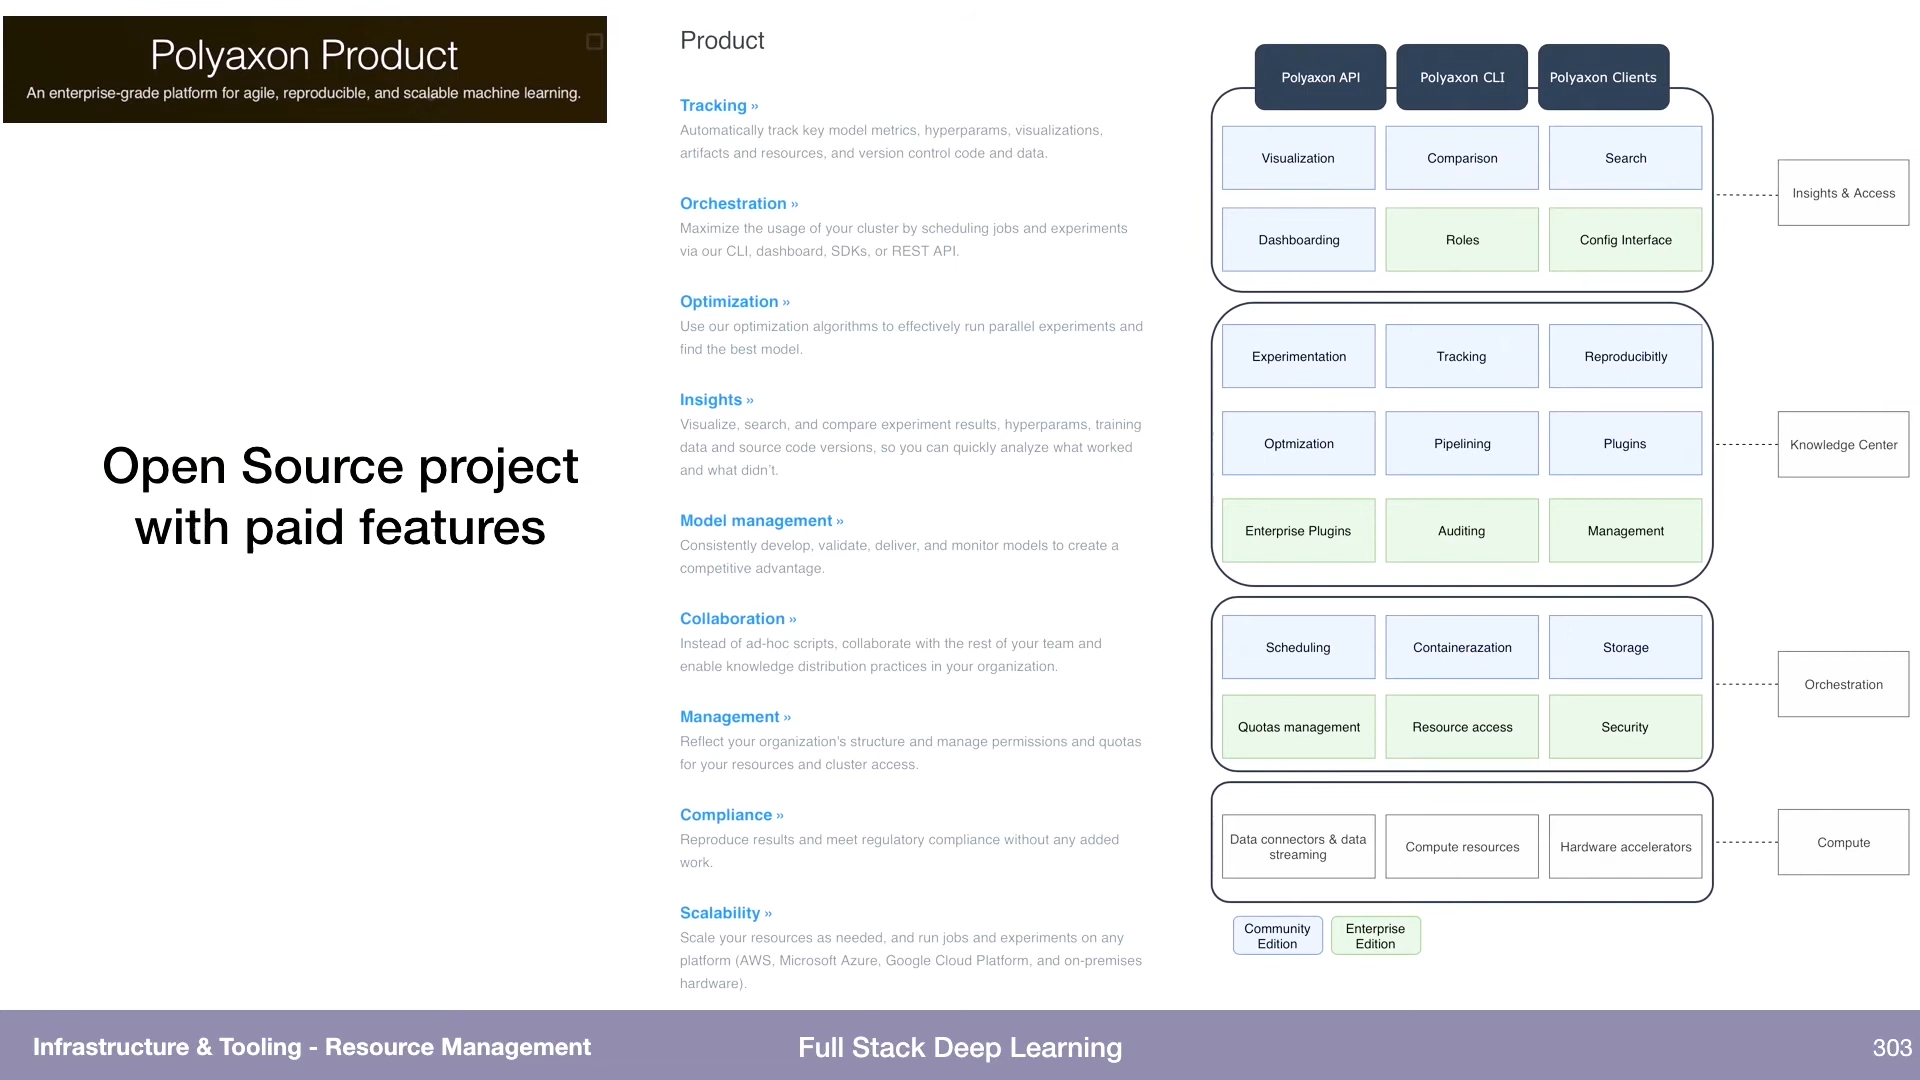 Polyaxon Product
An enterprise-grade platform for agile, reproducible, and scalable machine learning.
Open Source project
with paid features
Product
Tracking »
Automatically track key model metrics, hyperparams, visualizations,
artifacts and resources, and version control code and data.
Orchestration »
Maximize the usage of your cluster by scheduling jobs and experiments
via our CLI, dashboard, SDKs, or REST API.
Optimization »
Use our optimization algorithms to effectively run parallel experiments and
find the best model.
Insights »
Visualize, search, and compare experiment results, hyperparams, training
data and source code versions, so you can quickly analyze what worked
and what didn't.
Model management »
Consistently develop, validate, deliver, and monitor models to create a
competitive advantage.
Collaboration »
Instead of ad-hoc scripts, collaborate with the rest of your team and
enable knowledge distribution practices in your organization.
Management »
Reflect your organization's structure and manage permissions and quotas
for your resources and cluster access.
Compliance »
Reproduce results and meet regulatory compliance without any added
work.
Scalability »
Scale your resources as needed, and run jobs and experiments on any
platform (AWS, Microsoft Azure, Google Cloud Platform, and on-premises
hardware).
Polyaxon API
Polyaxon CLI
Polyaxon Clients
Visualization
Comparison
Search
Dashboarding
Roles
Config Interface
Insights & Access
Experimentation
Tracking
Reproducibitly
Optmization
Pipelining
Plugins
Enterprise Plugins
Auditing
Management
Knowledge Center
Scheduling
Containerazation
Storage
Quotas management
Resource access
Security
Orchestration
Data connectors & data
streaming
Compute resources
Hardware accelerators
Compute
Community
Edition
Enterprise
Edition
Infrastructure & Tooling - Resource Management
Full Stack Deep Learning
303